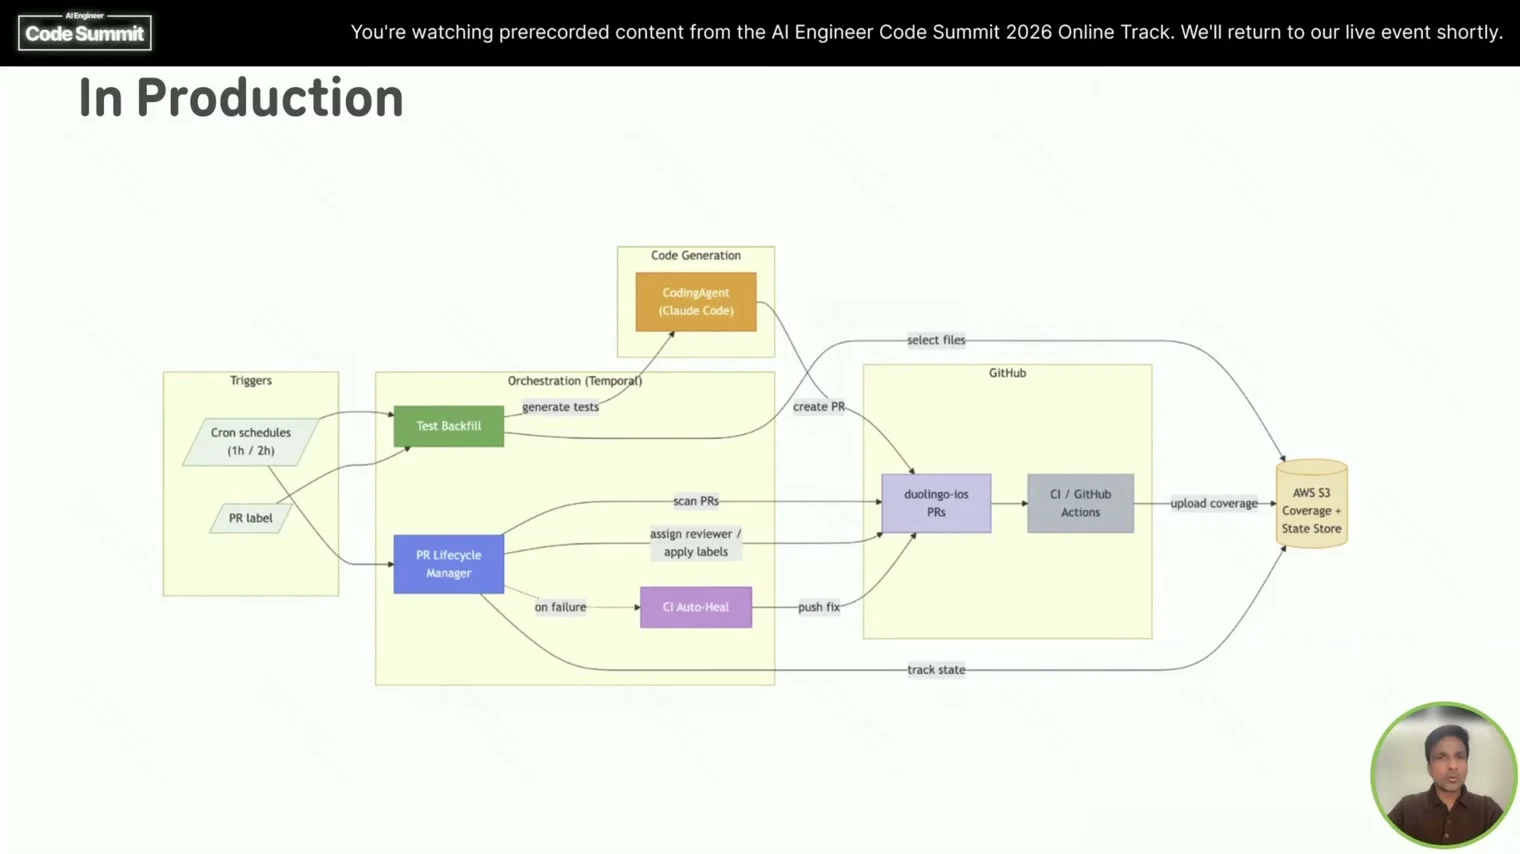 AI Engineer
Code Summit
You're watching prerecorded content from the AI Engineer Code Summit 2026 Online Track. We'll return to our live event shortly.
In Production
Code Generation
CodingAgent
(Claude Code)
select files
Triggers
Orchestration (Temporal)
GitHub
generate tests
create PR
Cron schedules
(1h / 2h)
Test Backfill
PR label
scan PRs
duolingo-ios
PRs
CI / GitHub
Actions
upload coverage
AWS S3
Coverage +
State Store
assign reviewer /
apply labels
PR Lifecycle
Manager
on failure
CI Auto-Heal
push fix
track state